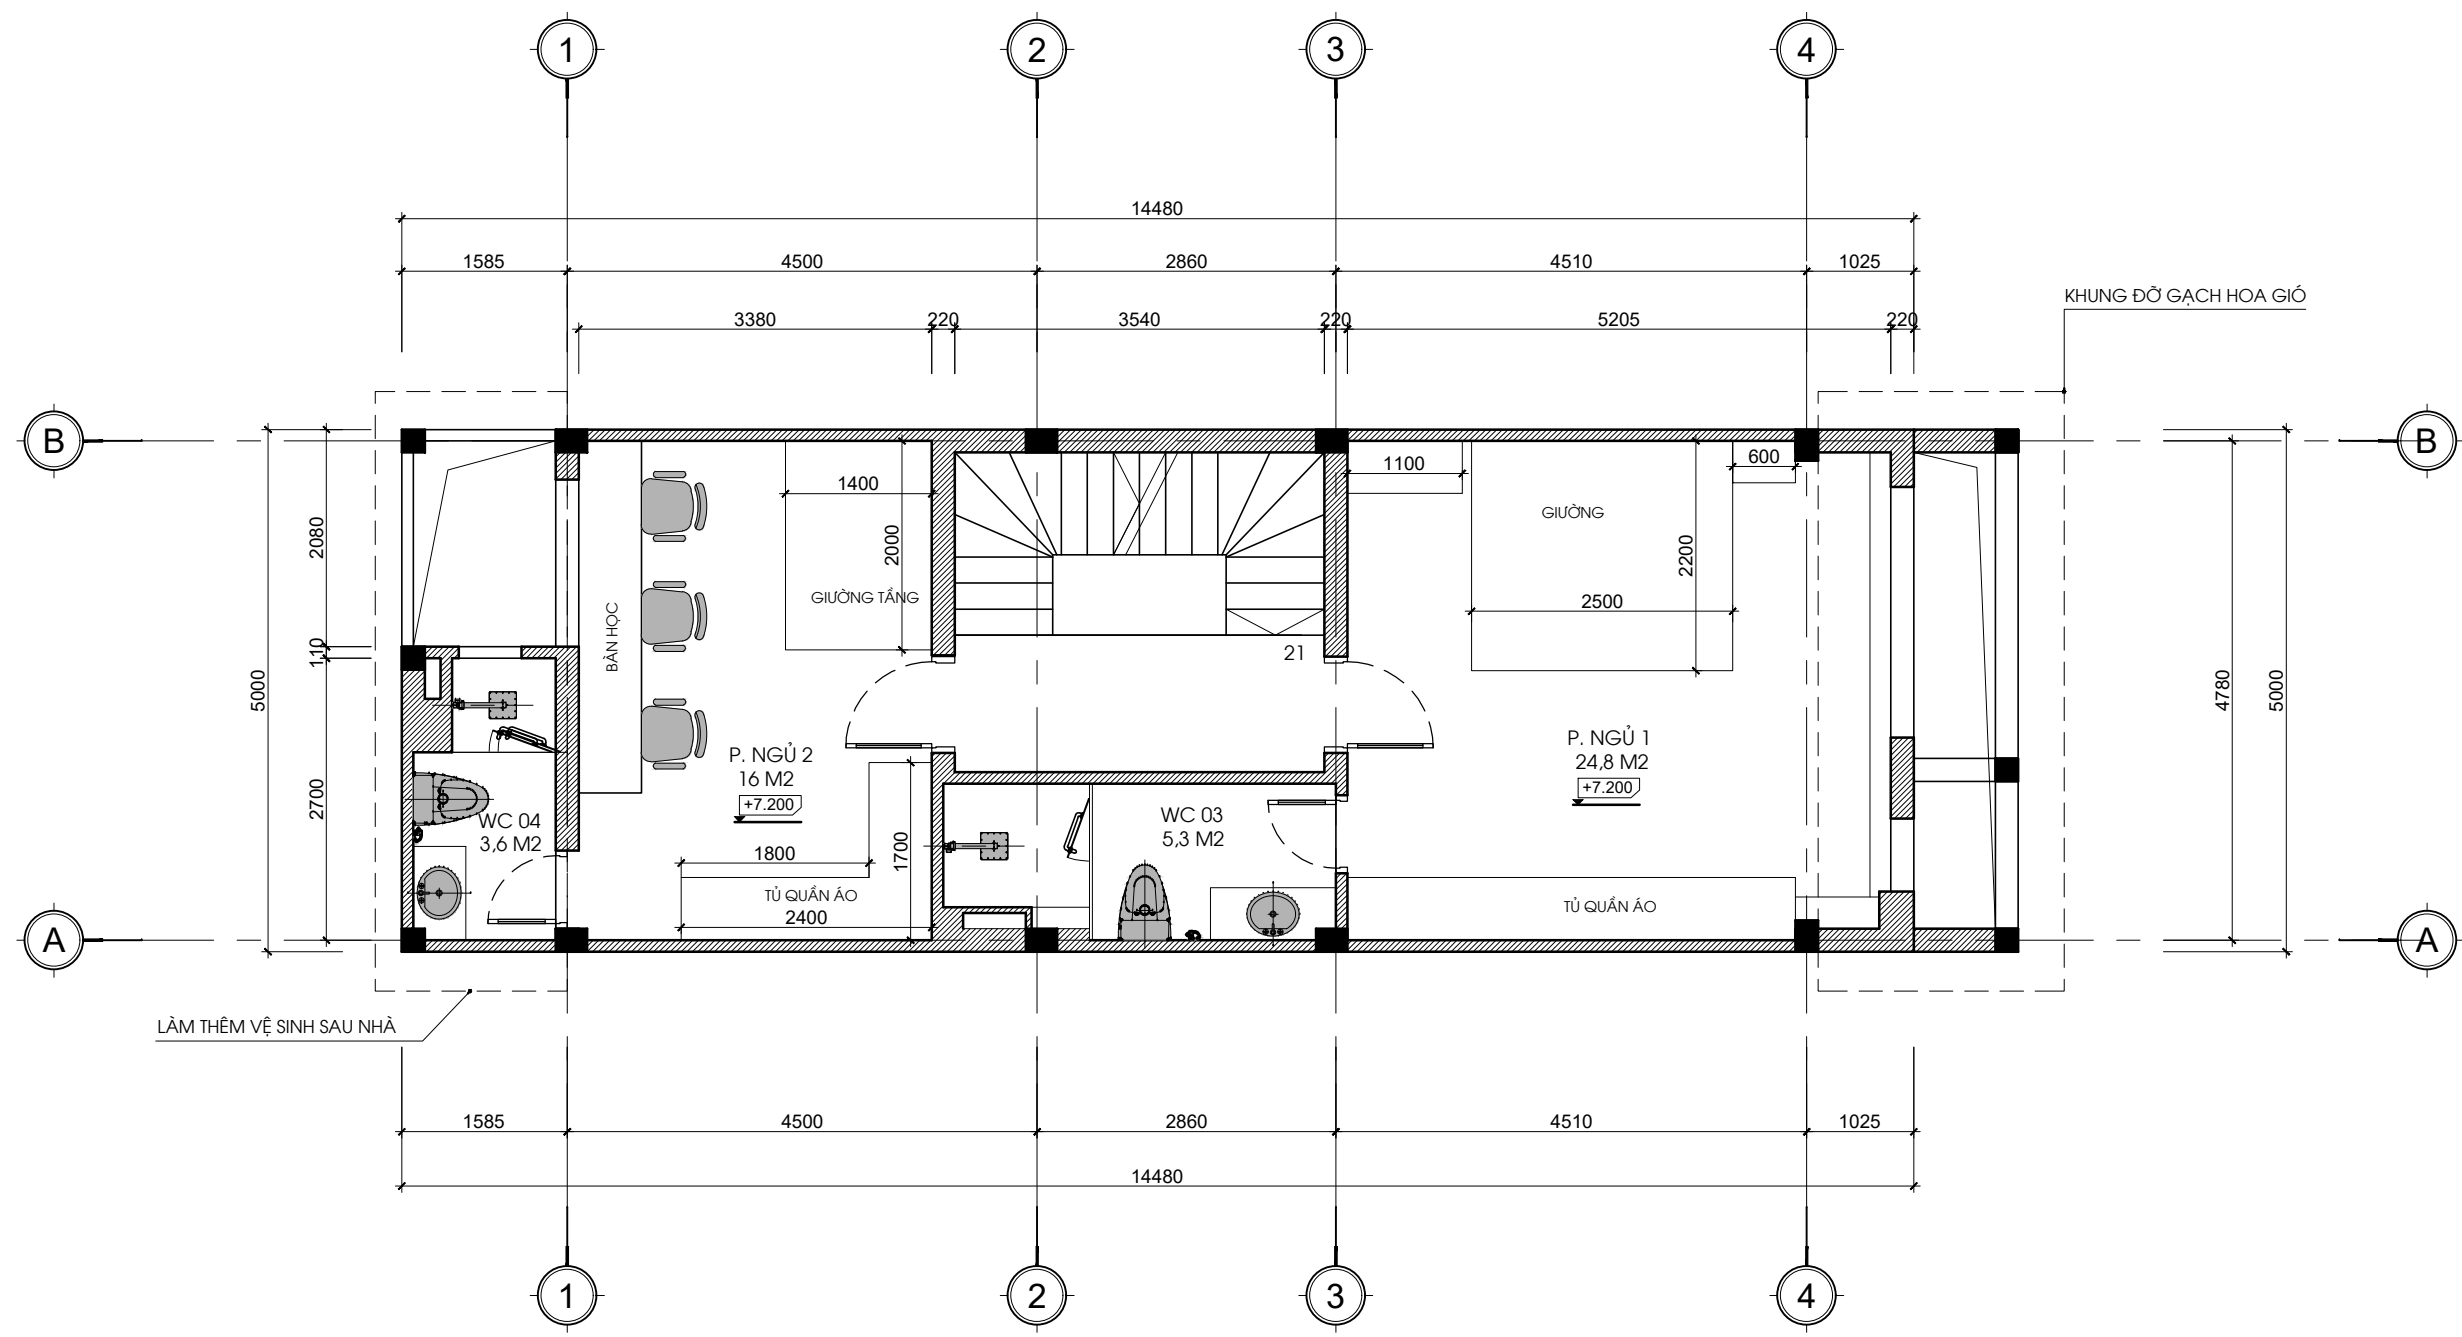 1 2 3 4
14480
1585 4500 2860 4510 1025
KHUNG ĐỠ GẠCH HOA GIÓ
3380 220 3540 220 5205 220
B B
1100 600
1400
GIƯỜNG
2080 2000 2200
GIƯỜNG TẦNG 2500
BÀN HỌC
110
21
5000 4780 5000
P. NGỦ 2
16 M2
+7.200
P. NGỦ 1
24,8 M2
+7.200
2700
WC 04
3,6 M2
WC 03
5,3 M2
1800 1700
TỦ QUẦN ÁO
2400
TỦ QUẦN ÁO
A A
LÀM THÊM VỆ SINH SAU NHÀ
1585 4500 2860 4510 1025
14480
1 2 3 4